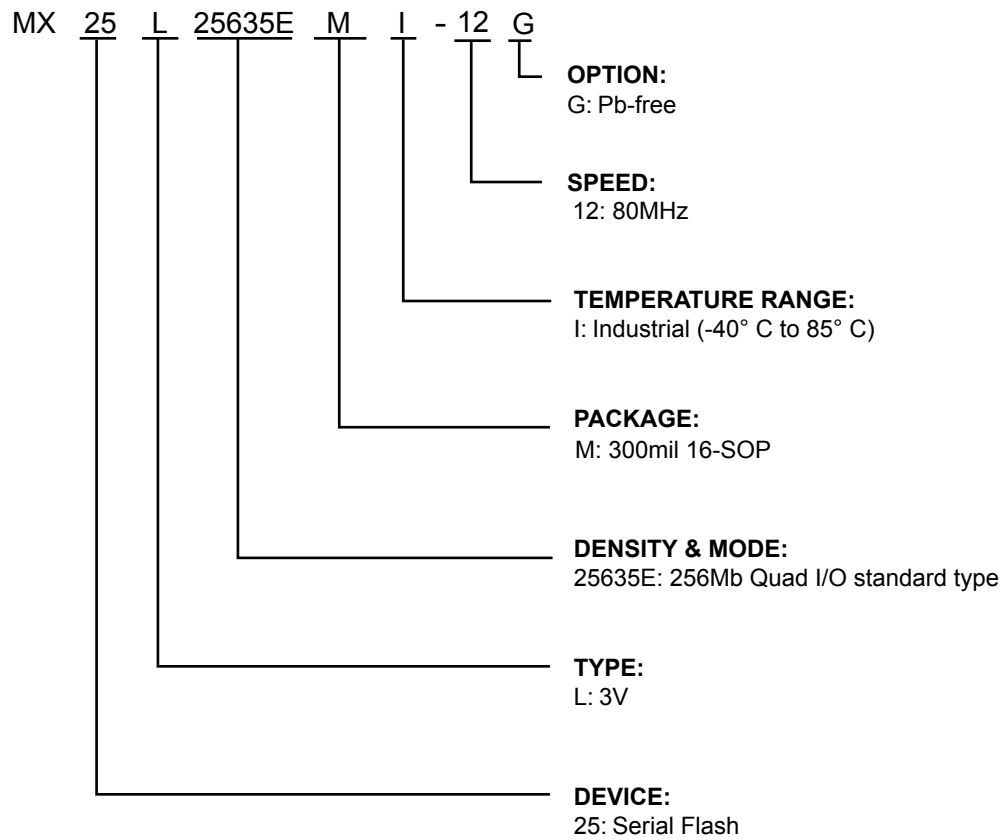 MX 25 L 25635E M I - 12 G
OPTION:
G: Pb-free
SPEED:
12: 80MHz
TEMPERATURE RANGE:
I: Industrial (-40° C to 85° C)
PACKAGE:
M: 300mil 16-SOP
DENSITY & MODE:
25635E: 256Mb Quad I/O standard type
TYPE:
L: 3V
DEVICE:
25: Serial Flash